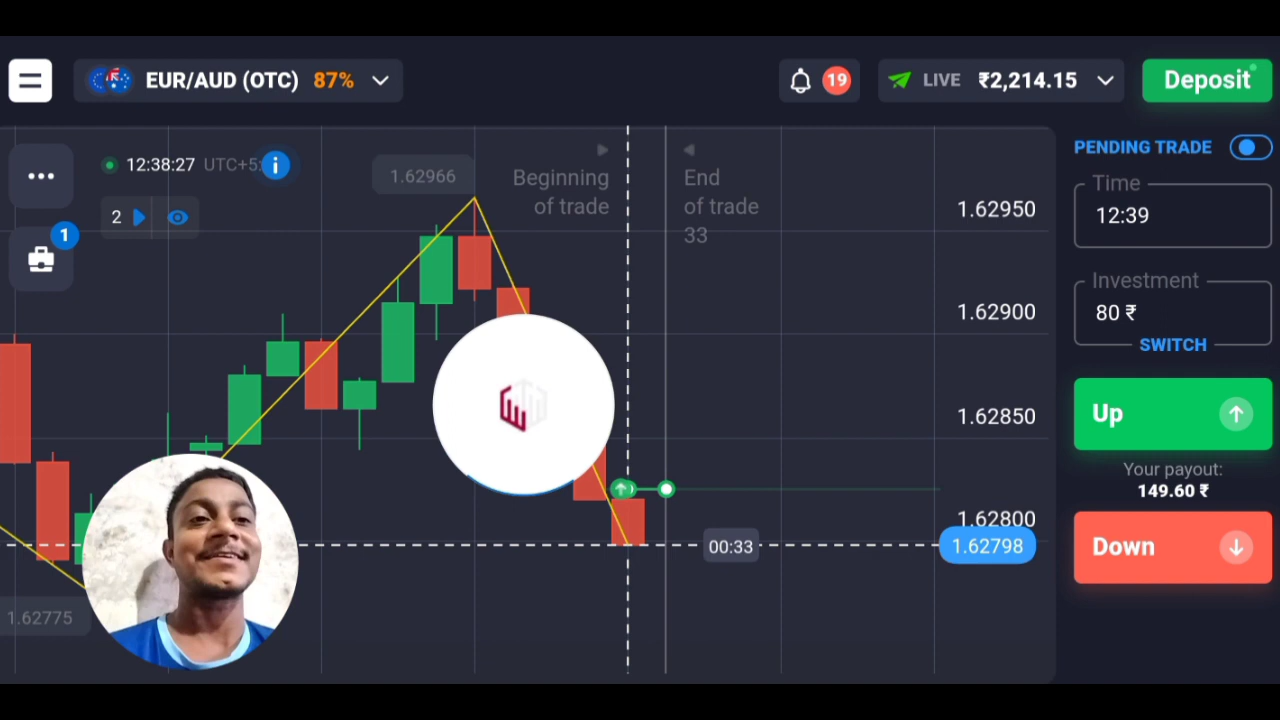 EUR/AUD (OTC) 87%
19
LIVE ₹2,214.15
Deposit
12:38:27 UTC+5:
i
1.62966
Beginning
of trade
End
of trade
33
2
1
1.62950
1.62900
1.62850
1.62800
1.62798
00:33
1.62775
PENDING TRADE
Time
12:39
Investment
80 ₹
SWITCH
Up
Your payout:
149.60 ₹
Down